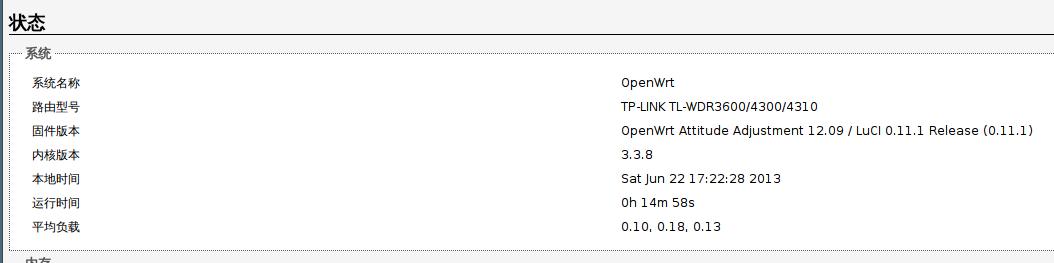 状态
系统
系统名称 OpenWrt
路由型号 TP-LINK TL-WDR3600/4300/4310
固件版本 OpenWrt Attitude Adjustment 12.09 / LuCI 0.11.1 Release (0.11.1)
内核版本 3.3.8
本地时间 Sat Jun 22 17:22:28 2013
运行时间 0h 14m 58s
平均负载 0.10, 0.18, 0.13
内存